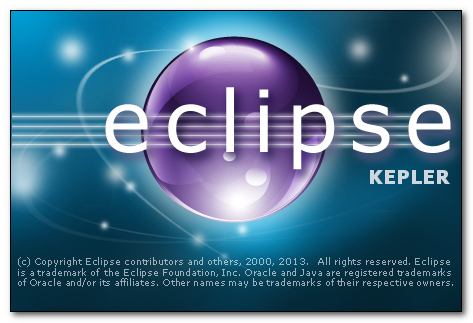 eclipse
KEPLER
(c) Copyright Eclipse contributors and others, 2000, 2013.  All rights reserved. Eclipse
is a trademark of the Eclipse Foundation, Inc. Oracle and Java are registered trademarks
of Oracle and/or its affiliates. Other names may be trademarks of their respective owners.